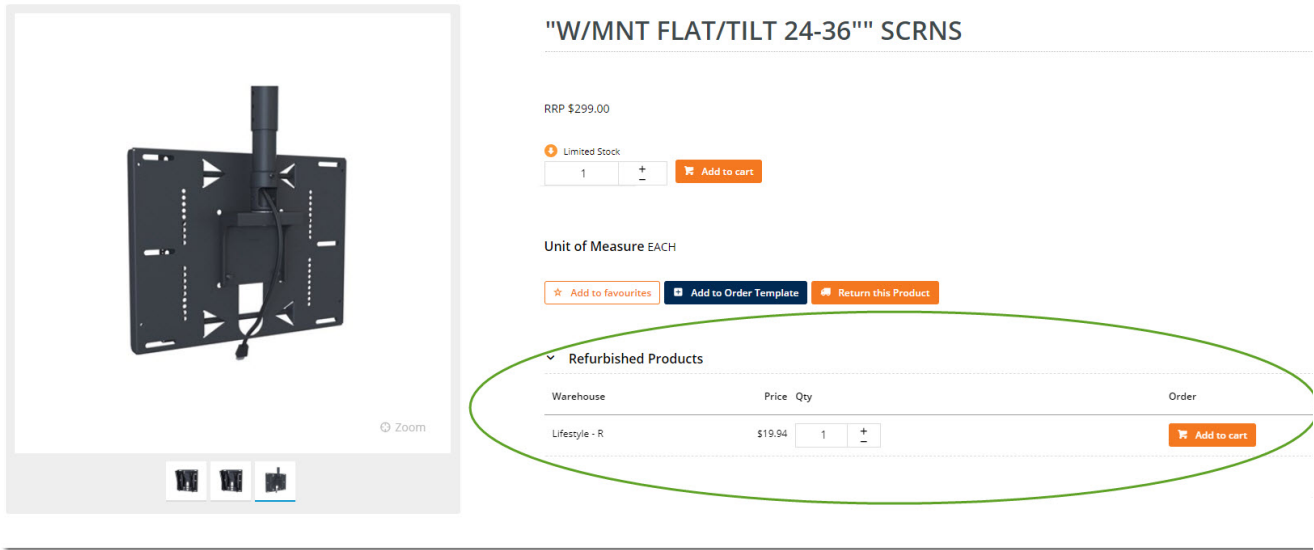 "W/MNT FLAT/TILT 24-36"" SCRNS
RRP $299.00
Limited Stock
1 + −
Add to cart
Unit of Measure EACH
Add to favourites Add to Order Template Return this Product
Refurbished Products
Warehouse Price Qty Order
Lifestyle - R $19.94 1 + − Add to cart
Zoom